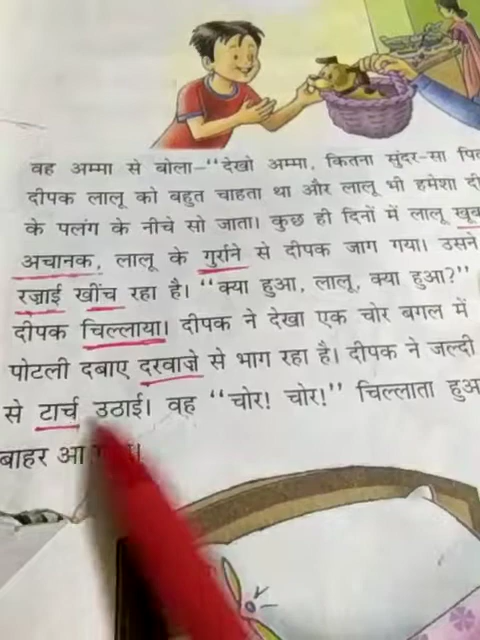 वह अम्मा से बोला–"देखो अम्मा, कितना सुंदर-सा
दीपक लालू को बहुत चाहता था और लालू भी हमेशा
के पलंग के नीचे सो जाता। कुछ ही दिनों में लालू खूब
अचानक, लालू के गुर्राने से दीपक जाग गया। उसने
रज़ाई खींच रहा है। "क्या हुआ, लालू, क्या हुआ?"
दीपक चिल्लाया। दीपक ने देखा एक चोर बगल में
पोटली दबाए दरवाज़े से भाग रहा है। दीपक ने जल्दी
से टार्च उठाई। वह "चोर! चोर!" चिल्लाता हुआ
बाहर आ